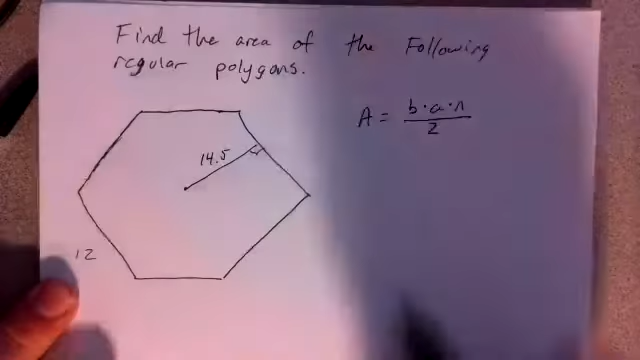 Find the area of the Following
regular polygons.
A = b·a·n
2
14.5
12